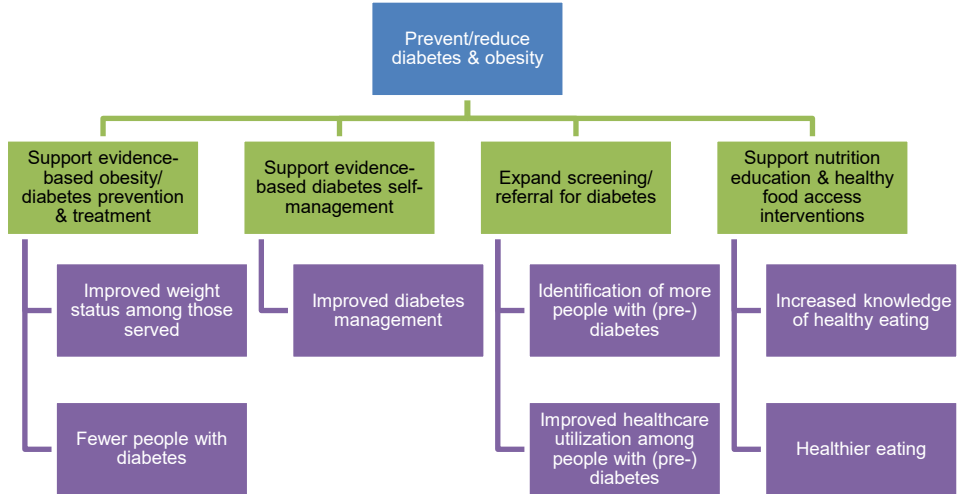 Prevent/reduce
diabetes & obesity
Support evidence-
based obesity/
diabetes prevention
& treatment
Support evidence-
based diabetes self-
management
Expand screening/
referral for diabetes
Support nutrition
education & healthy
food access
interventions
Improved weight
status among those
served
Improved diabetes
management
Identification of more
people with (pre-)
diabetes
Increased knowledge
of healthy eating
Fewer people with
diabetes
Improved healthcare
utilization among
people with (pre-)
diabetes
Healthier eating